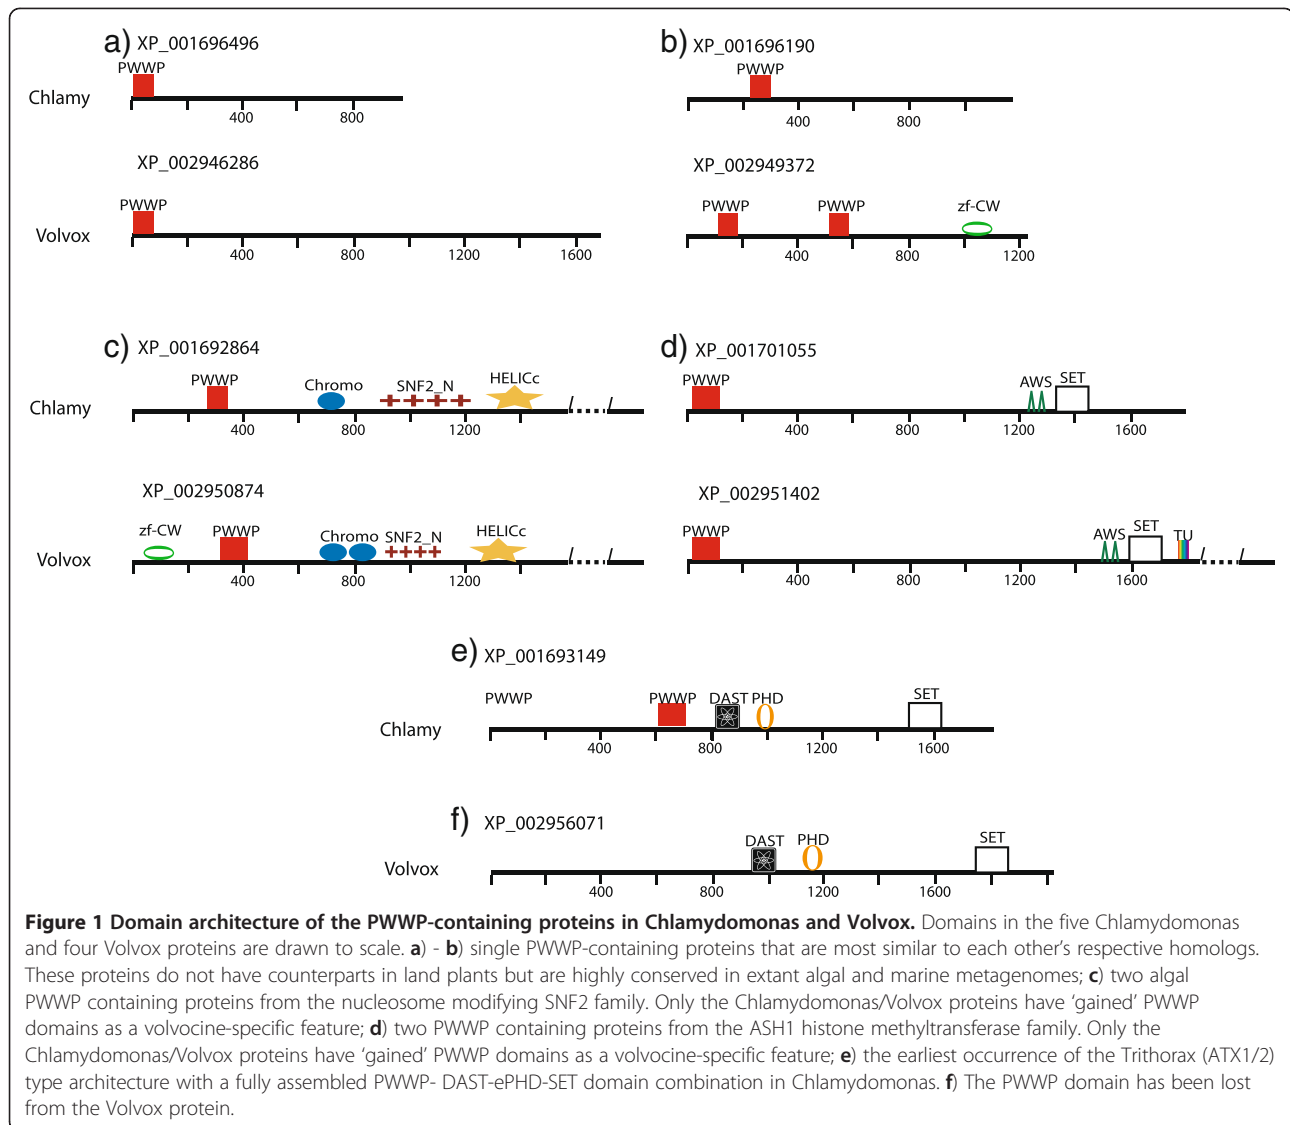 a) XP_001696496
PWWP
Chlamy
400 800
XP_002946286
PWWP
Volvox
400 800 1200 1600
b) XP_001696190
PWWP
400 800
XP_002949372
PWWP PWWP zf-CW
400 800 1200
c) XP_001692864
PWWP Chromo SNF2_N HELICc
Chlamy
400 800 1200
XP_002950874
zf-CW PWWP Chromo SNF2_N HELICc
Volvox
400 800 1200
d) XP_001701055
PWWP AWS SET
400 800 1200 1600
XP_002951402
PWWP AWS SET TU
400 800 1200 1600
e) XP_001693149
PWWP PWWP DAST PHD SET
Chlamy
400 800 1200 1600
f) XP_002956071
DAST PHD SET
Volvox
400 800 1200 1600
Figure 1 Domain architecture of the PWWP-containing proteins in Chlamydomonas and Volvox. Domains in the five Chlamydomonas
and four Volvox proteins are drawn to scale. a) - b) single PWWP-containing proteins that are most similar to each other's respective homologs.
These proteins do not have counterparts in land plants but are highly conserved in extant algal and marine metagenomes; c) two algal
PWWP containing proteins from the nucleosome modifying SNF2 family. Only the Chlamydomonas/Volvox proteins have 'gained' PWWP
domains as a volvocine-specific feature; d) two PWWP containing proteins from the ASH1 histone methyltransferase family. Only the
Chlamydomonas/Volvox proteins have 'gained' PWWP domains as a volvocine-specific feature; e) the earliest occurrence of the Trithorax (ATX1/2)
type architecture with a fully assembled PWWP- DAST-ePHD-SET domain combination in Chlamydomonas. f) The PWWP domain has been lost
from the Volvox protein.